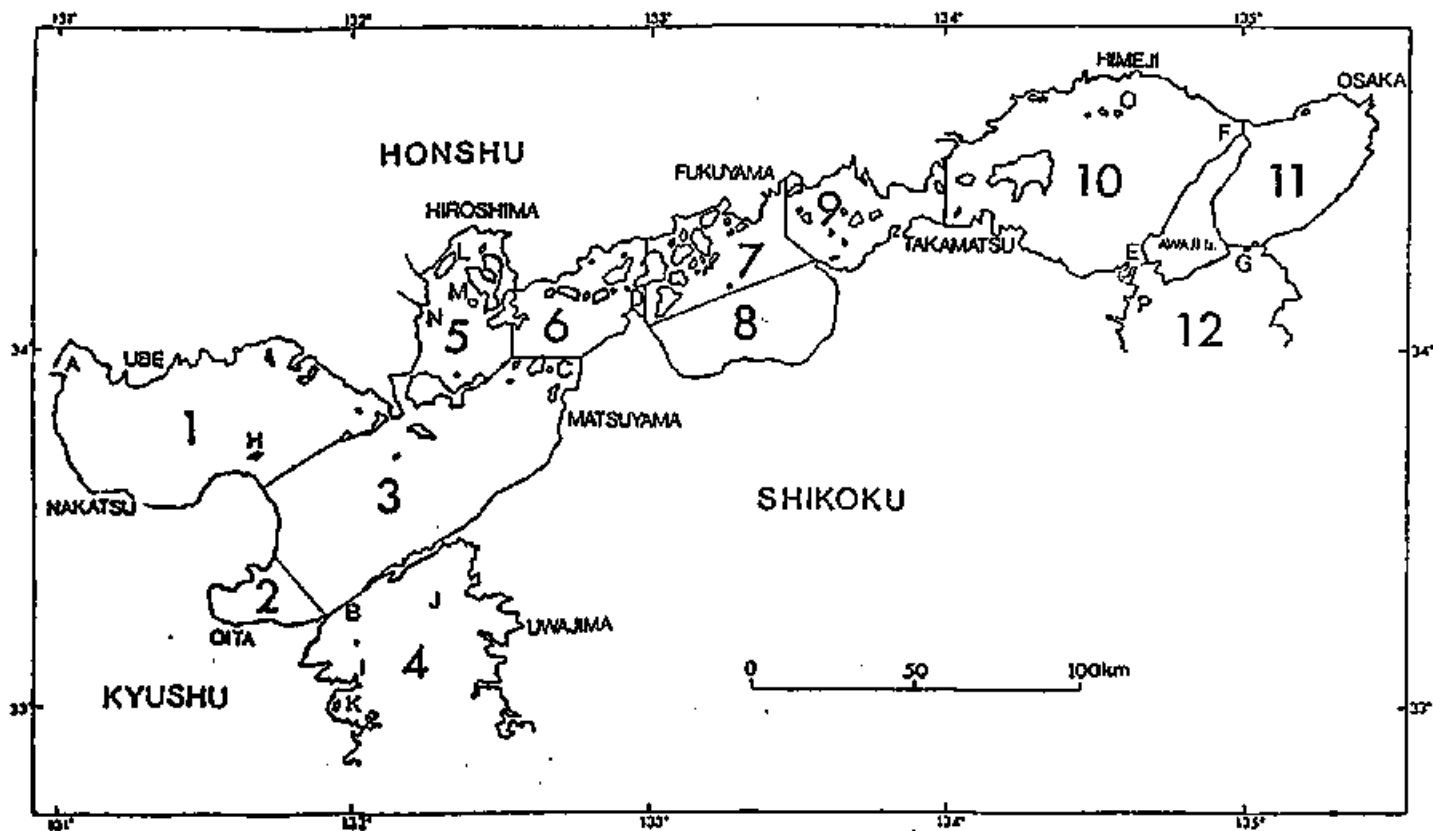 131° 132° 133° 134° 135°
HIMEJI
OSAKA
O
F
HONSHU
FUKUYAMA
10
11
HIROSHIMA
9
L
TAKAMATSU
7
E
AWAJI Is.
G
M
D
N
5
6
8
P
12
34°
34°
A
UBE
C
MATSUYAMA
1
H
3
SHIKOKU
NAKATSU
2
B
J
OITA
UWAJIMA
I
4
0 50 100km
KYUSHU
K
33°
33°
131° 132° 133° 134° 135°